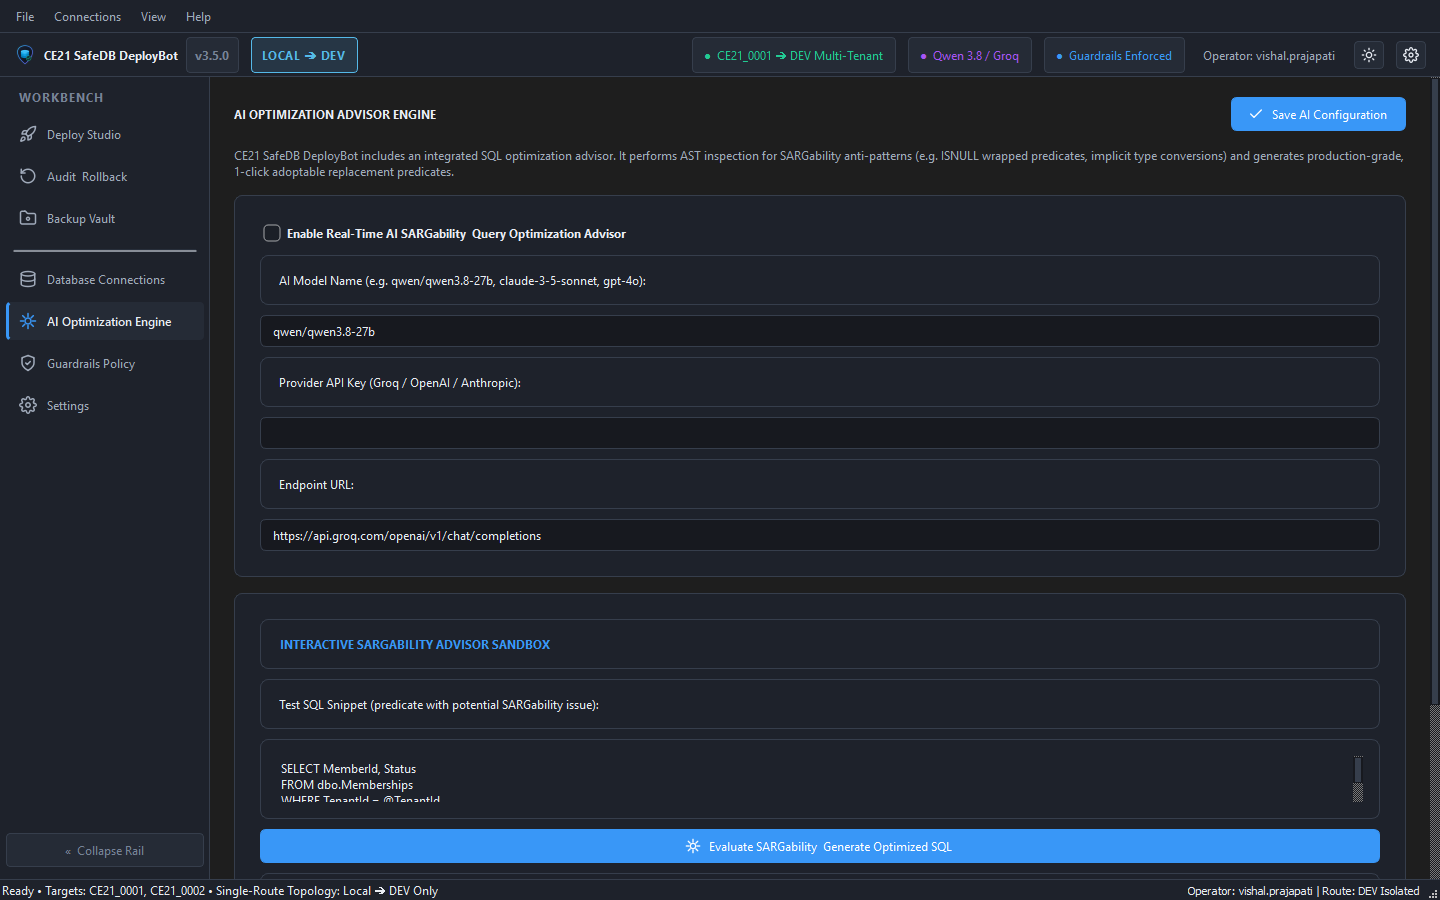 File Connections View Help
CE21 SafeDB DeployBot v3.5.0 LOCAL ➔ DEV ● CE21_0001 ➔ DEV Multi-Tenant ● Qwen 3.8 / Groq ● Guardrails Enforced Operator: vishal.prajapati
WORKBENCH
Deploy Studio
Audit Rollback
Backup Vault
Database Connections
AI Optimization Engine
Guardrails Policy
Settings
« Collapse Rail
AI OPTIMIZATION ADVISOR ENGINE
Save AI Configuration
CE21 SafeDB DeployBot includes an integrated SQL optimization advisor. It performs AST inspection for SARGability anti-patterns (e.g. ISNULL wrapped predicates, implicit type conversions) and generates production-grade,
1-click adoptable replacement predicates.
Enable Real-Time AI SARGability Query Optimization Advisor
AI Model Name (e.g. qwen/qwen3.8-27b, claude-3-5-sonnet, gpt-4o):
qwen/qwen3.8-27b
Provider API Key (Groq / OpenAI / Anthropic):
Endpoint URL:
https://api.groq.com/openai/v1/chat/completions
INTERACTIVE SARGABILITY ADVISOR SANDBOX
Test SQL Snippet (predicate with potential SARGability issue):
SELECT MemberId, Status
FROM dbo.Memberships
WHERE TenantId = @TenantId
Evaluate SARGability Generate Optimized SQL
Ready • Targets: CE21_0001, CE21_0002 • Single-Route Topology: Local ➔ DEV Only
Operator: vishal.prajapati | Route: DEV Isolated